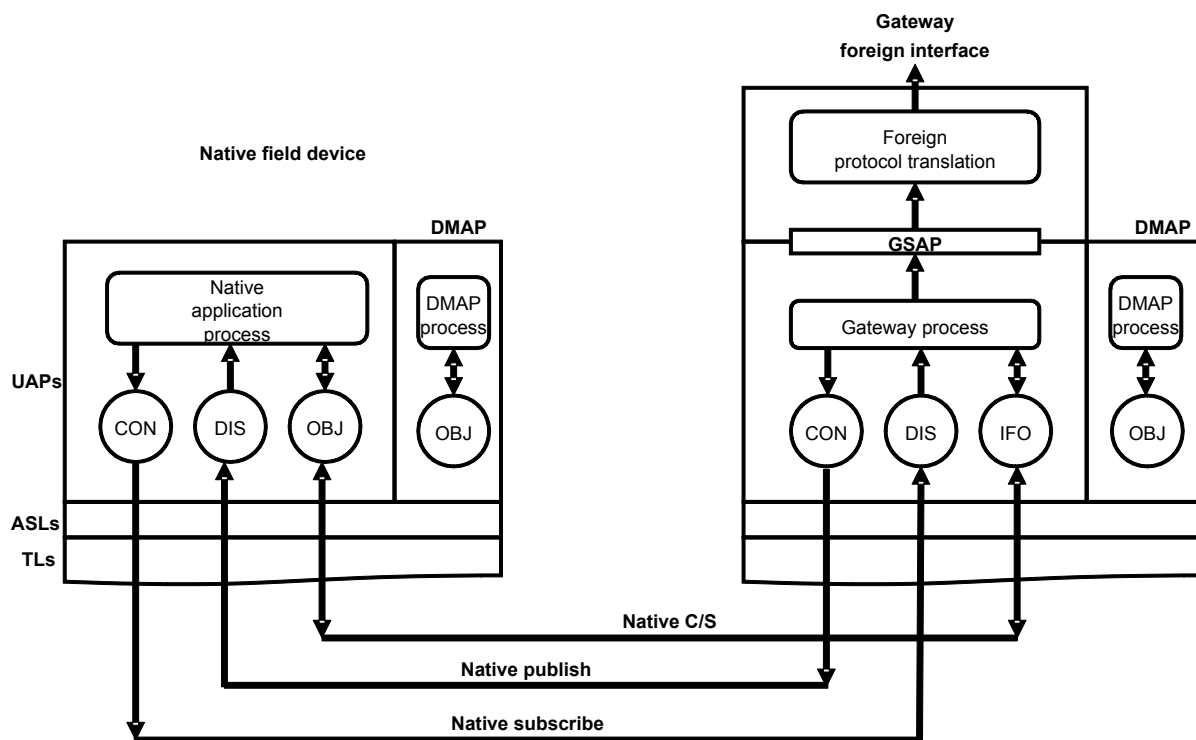 Gateway
foreign interface
Foreign
protocol translation
Native field device
DMAP
GSAP
DMAP
Native
application
process
DMAP
process
Gateway process
DMAP
process
UAPs
CON
DIS
OBJ
OBJ
CON
DIS
IFO
OBJ
ASLs
TLs
Native C/S
Native publish
Native subscribe